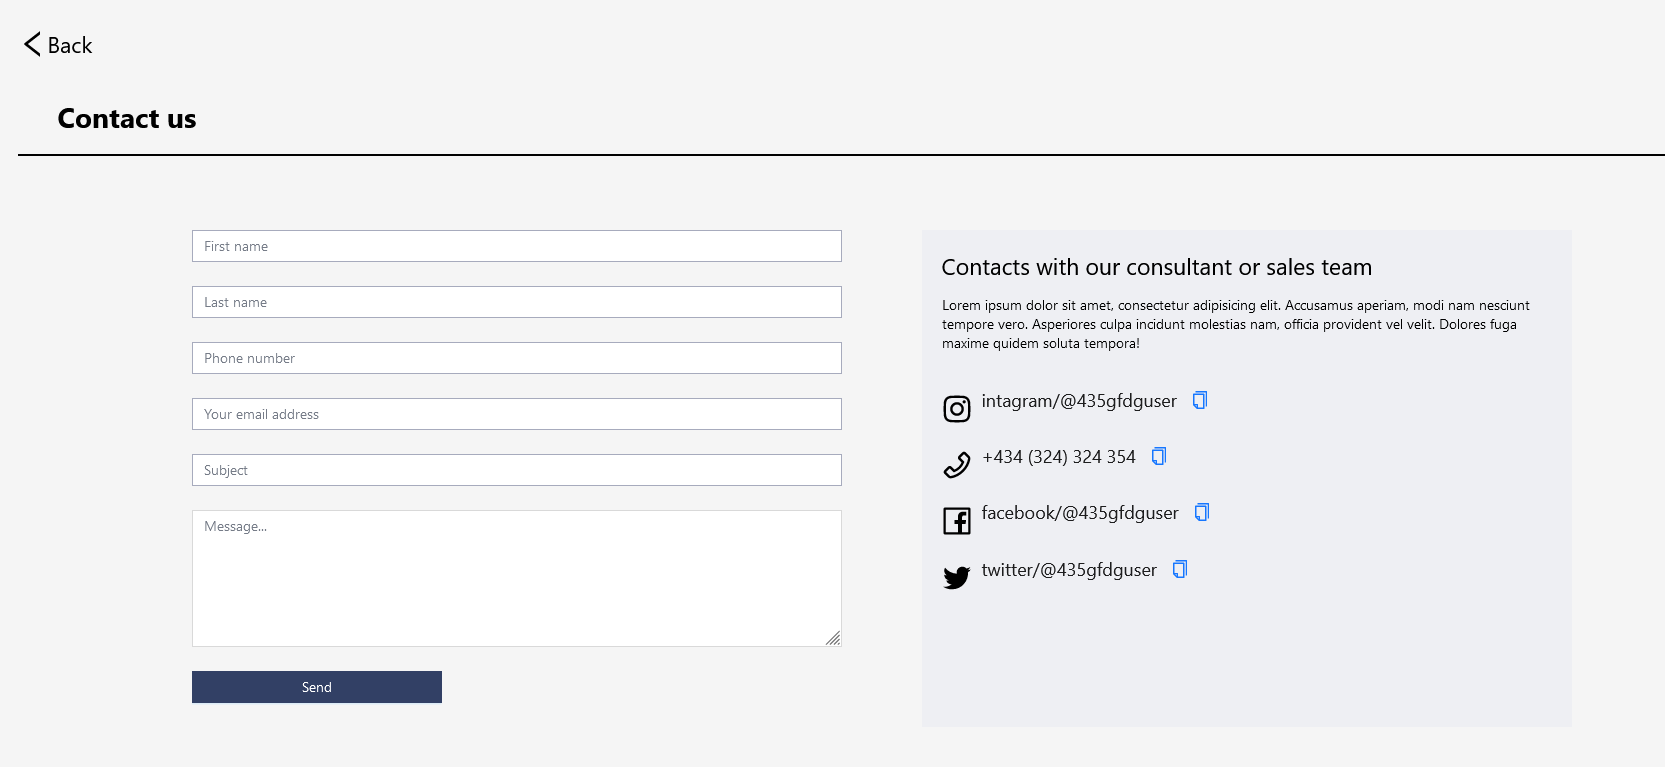 Back
Contact us
First name
Last name
Phone number
Your email address
Subject
Message...
Send
Contacts with our consultant or sales team
Lorem ipsum dolor sit amet, consectetur adipisicing elit. Accusamus aperiam, modi nam nesciunt
tempore vero. Asperiores culpa incidunt molestias nam, officia provident vel velit. Dolores fuga
maxime quidem soluta tempora!
intagram/@435gfdguser
+434 (324) 324 354
facebook/@435gfdguser
twitter/@435gfdguser